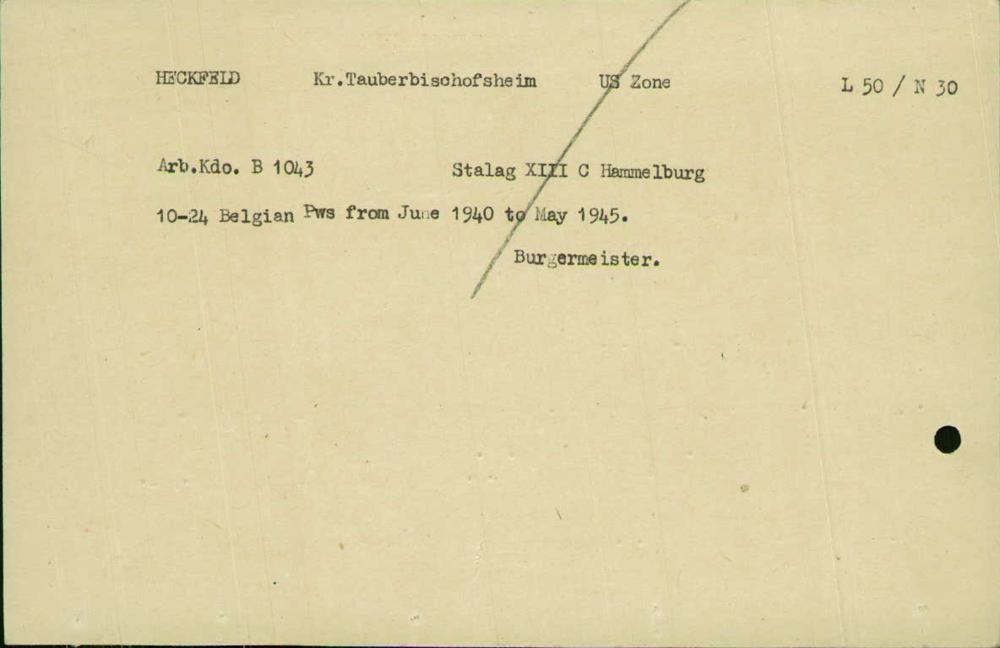 HECKFELD Kr.Tauberbischofsheim US Zone L 50 / N 30
Arb.Kdo. B 1043 Stalag XIII C Hammelburg
10-24 Belgian Pws from June 1940 to May 1945.
Burgermeister.